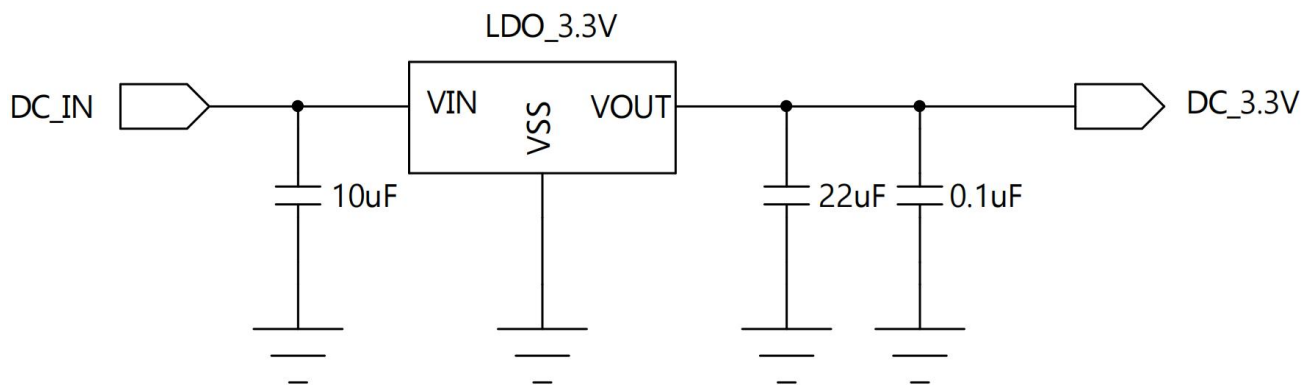 LDO_3.3V
DC_IN
VIN
VSS
VOUT
DC_3.3V
10uF
22uF
0.1uF